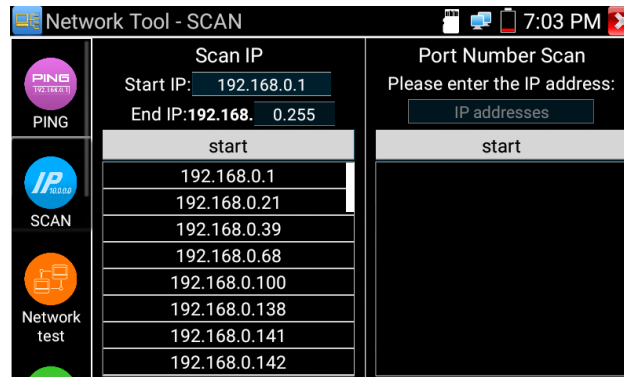 Network Tool - SCAN
7:03 PM
PING
192.168.0.1
PING
IP
10.0.0.0
SCAN
Network
test
Scan IP
Start IP: 192.168.0.1
End IP:192.168. 0.255
start
192.168.0.1
192.168.0.21
192.168.0.39
192.168.0.68
192.168.0.100
192.168.0.138
192.168.0.141
192.168.0.142
Port Number Scan
Please enter the IP address:
IP addresses
start